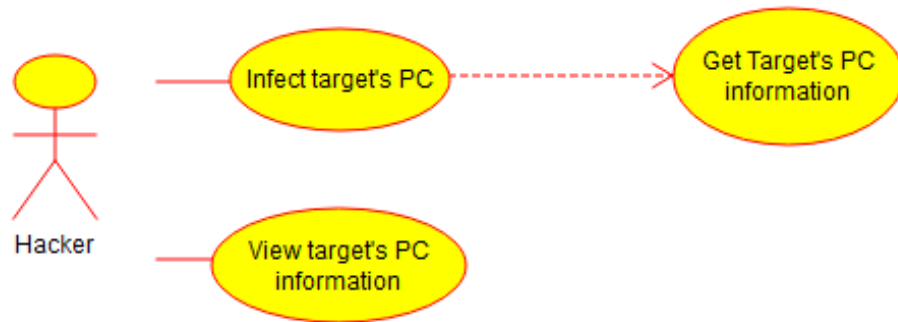 Infect target's PC
Get Target's PC
information
Hacker
View target's PC
information